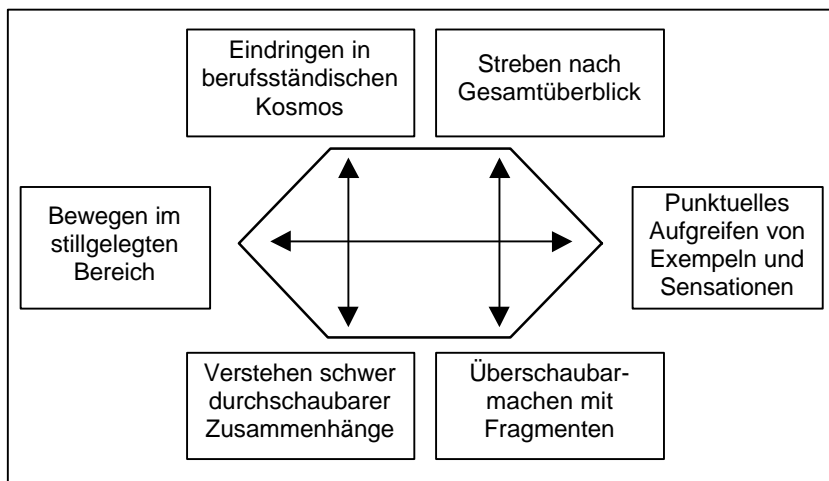 Eindringen in
berufsständischen
Kosmos
Streben nach
Gesamtüberblick
Bewegen im
stillgelegten
Bereich
Punktuelles
Aufgreifen von
Exempeln und
Sensationen
Verstehen schwer
durchschaubarer
Zusammenhänge
Überschaubar-
machen mit
Fragmenten